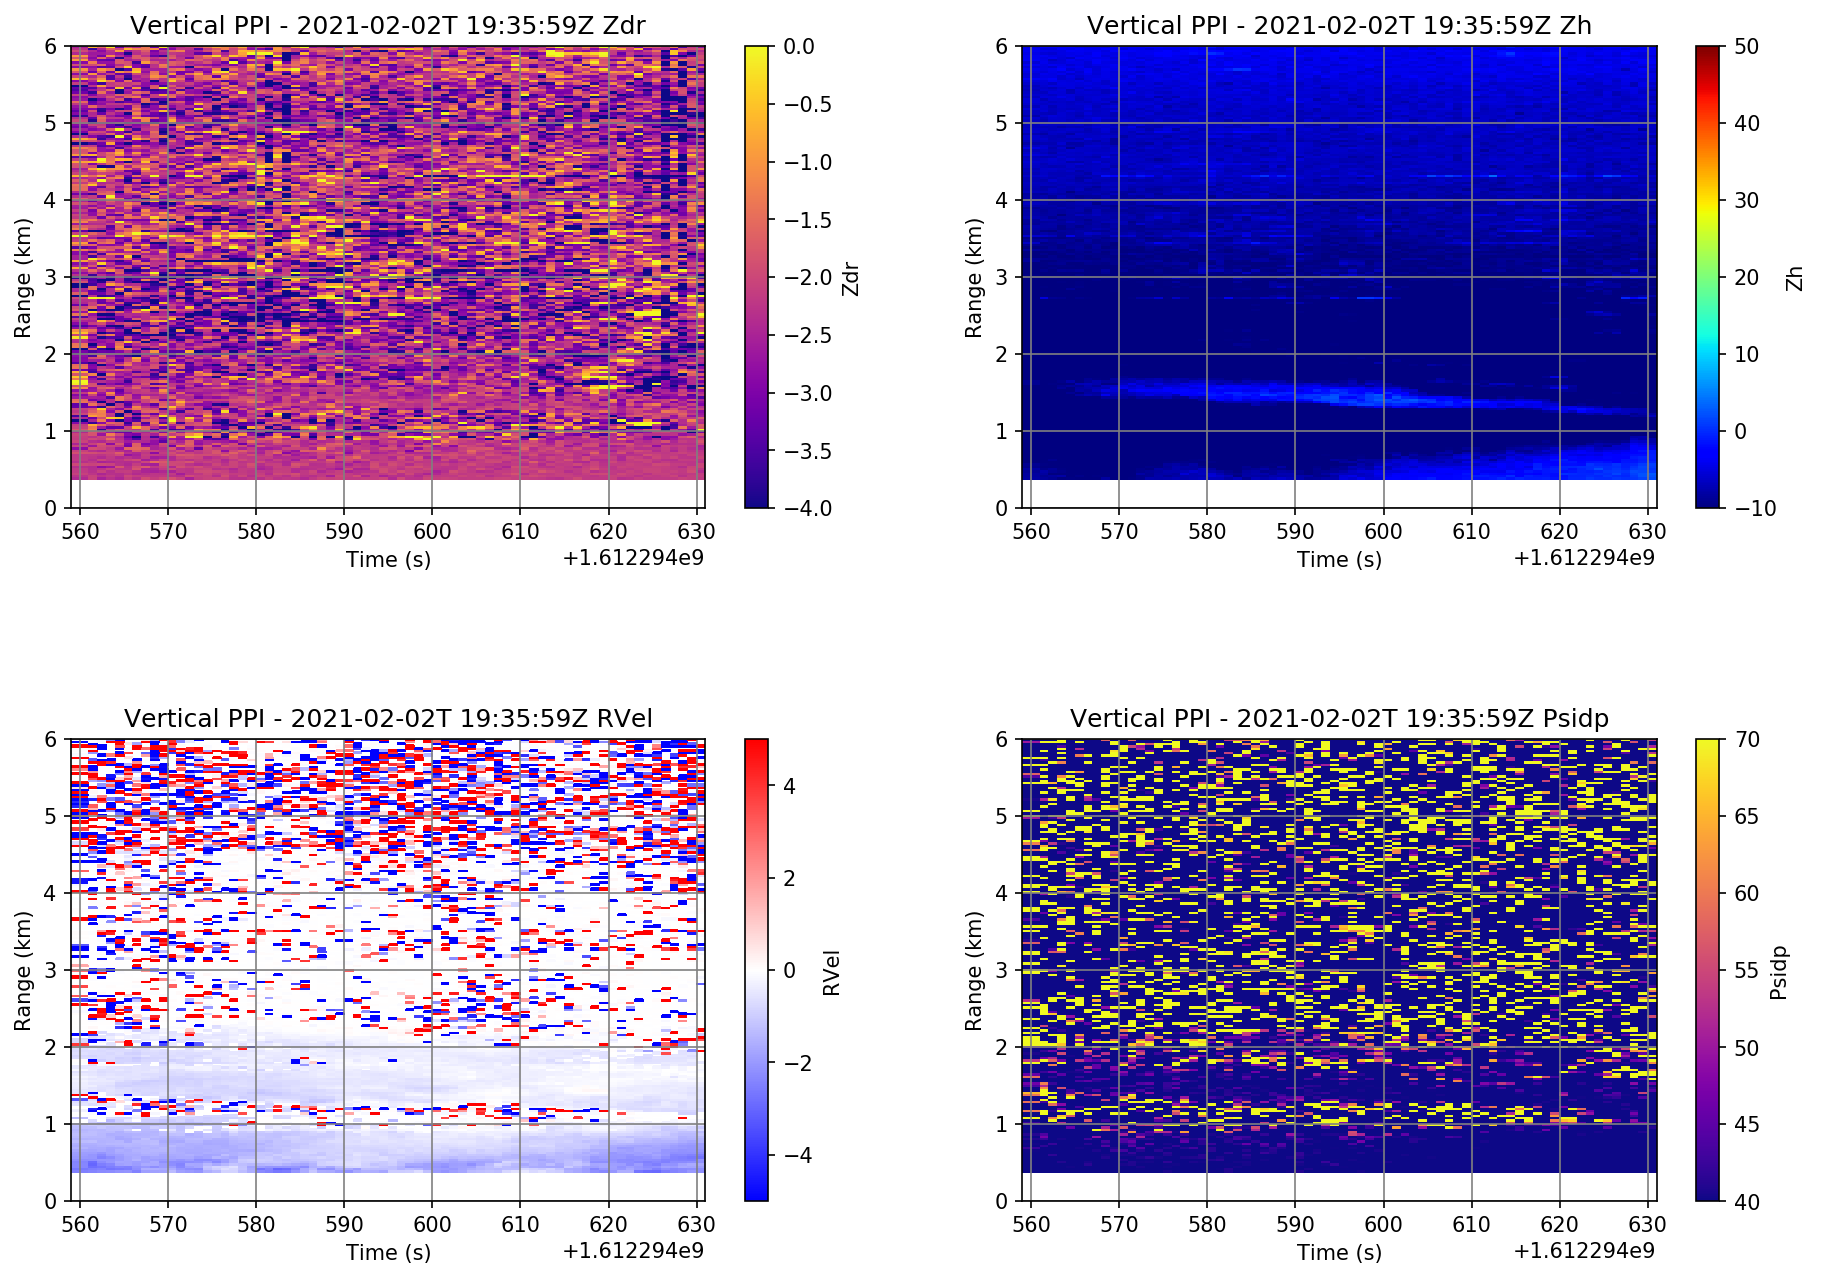 Vertical PPI - 2021-02-02T 19:35:59Z Zdr
6
5
4
3
2
1
0
Range (km)
560 570 580 590 600 610 620 630
Time (s)
+1.612294e9
0.0
−0.5
−1.0
−1.5
−2.0
−2.5
−3.0
−3.5
−4.0
Zdr
Vertical PPI - 2021-02-02T 19:35:59Z Zh
6
5
4
3
2
1
0
Range (km)
560 570 580 590 600 610 620 630
Time (s)
+1.612294e9
50
40
30
20
10
0
−10
Zh
Vertical PPI - 2021-02-02T 19:35:59Z RVel
6
5
4
3
2
1
0
Range (km)
560 570 580 590 600 610 620 630
Time (s)
+1.612294e9
4
2
0
−2
−4
RVel
Vertical PPI - 2021-02-02T 19:35:59Z Psidp
6
5
4
3
2
1
0
Range (km)
560 570 580 590 600 610 620 630
Time (s)
+1.612294e9
70
65
60
55
50
45
40
Psidp